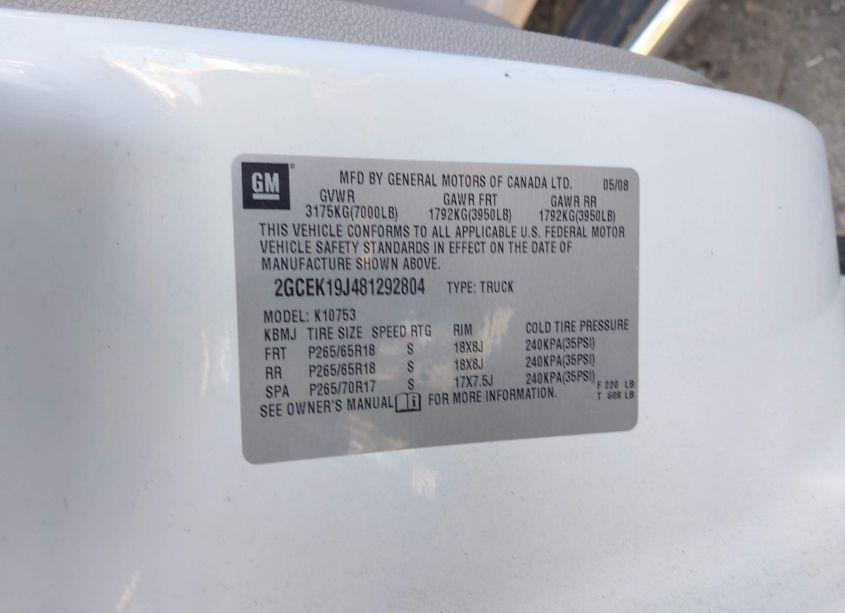 GM ®
MFD BY GENERAL MOTORS OF CANADA LTD. 05/08
GVWR GAWR FRT GAWR RR
3175KG(7000LB) 1792KG(3950LB) 1792KG(3950LB)
THIS VEHICLE CONFORMS TO ALL APPLICABLE U.S. FEDERAL MOTOR
VEHICLE SAFETY STANDARDS IN EFFECT ON THE DATE OF
MANUFACTURE SHOWN ABOVE.
2GCEK19J481292804 TYPE: TRUCK
MODEL: K10753
KBMJ TIRE SIZE SPEED RTG RIM COLD TIRE PRESSURE
FRT P265/65R18 S 18X8J 240KPA(35PSI)
RR P265/65R18 S 18X8J 240KPA(35PSI)
SPA P265/70R17 S 17X7.5J 240KPA(35PSI)
SEE OWNER'S MANUAL FOR MORE INFORMATION.
F 220 LB
T 608 LB